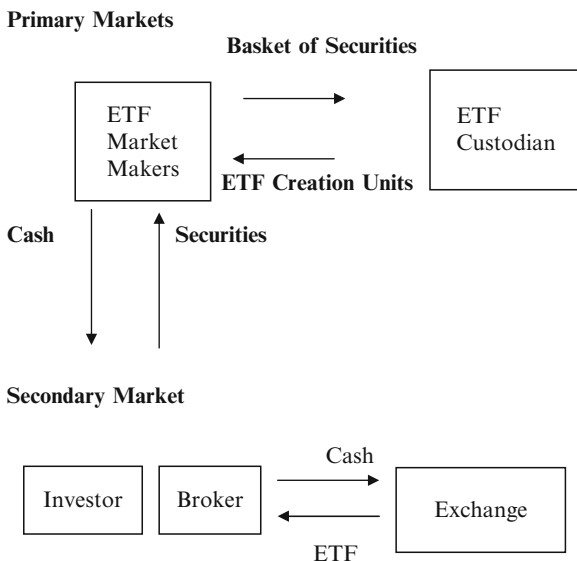 Primary Markets
Basket of Securities
ETF
Market
Makers
ETF
Custodian
ETF Creation Units
Cash
Securities
Secondary Market
Cash
Investor
Broker
Exchange
ETF